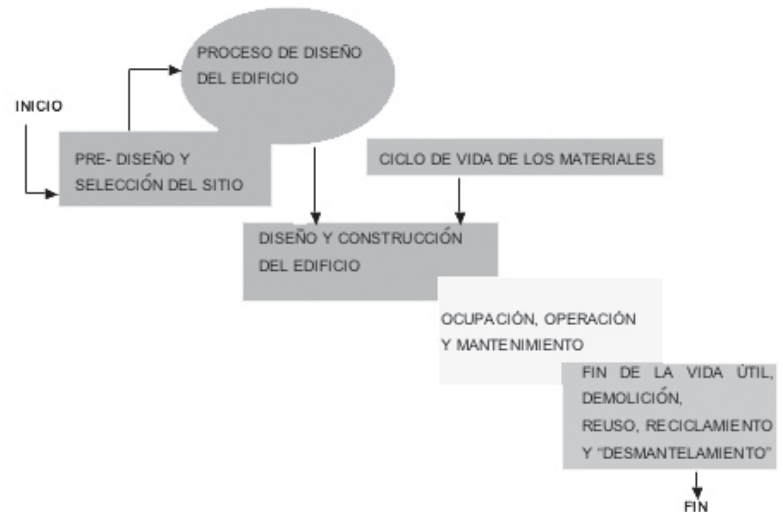 PROCESO DE DISEÑO
DEL EDIFICIO
INICIO
PRE- DISEÑO Y
SELECCIÓN DEL SITIO
CICLO DE VIDA DE LOS MATERIALES
DISEÑO Y CONSTRUCCIÓN
DEL EDIFICIO
OCUPACIÓN, OPERACIÓN
Y MANTENIMIENTO
FIN DE LA VIDA ÚTIL,
DEMOLICIÓN,
REUSO, RECICLAMIENTO
Y “DESMANTELAMIENTO”
FIN